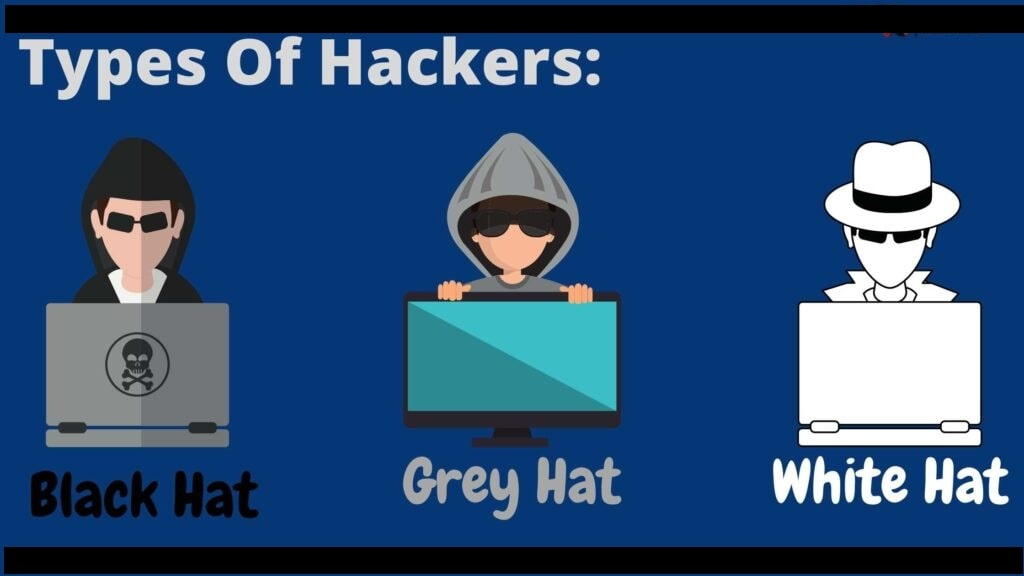 Types Of Hackers:
Black Hat
Grey Hat
White Hat